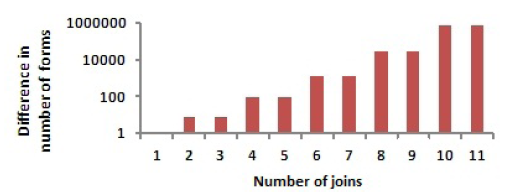 Difference in
number of forms
1000000
10000
100
1
1 2 3 4 5 6 7 8 9 10 11
Number of joins